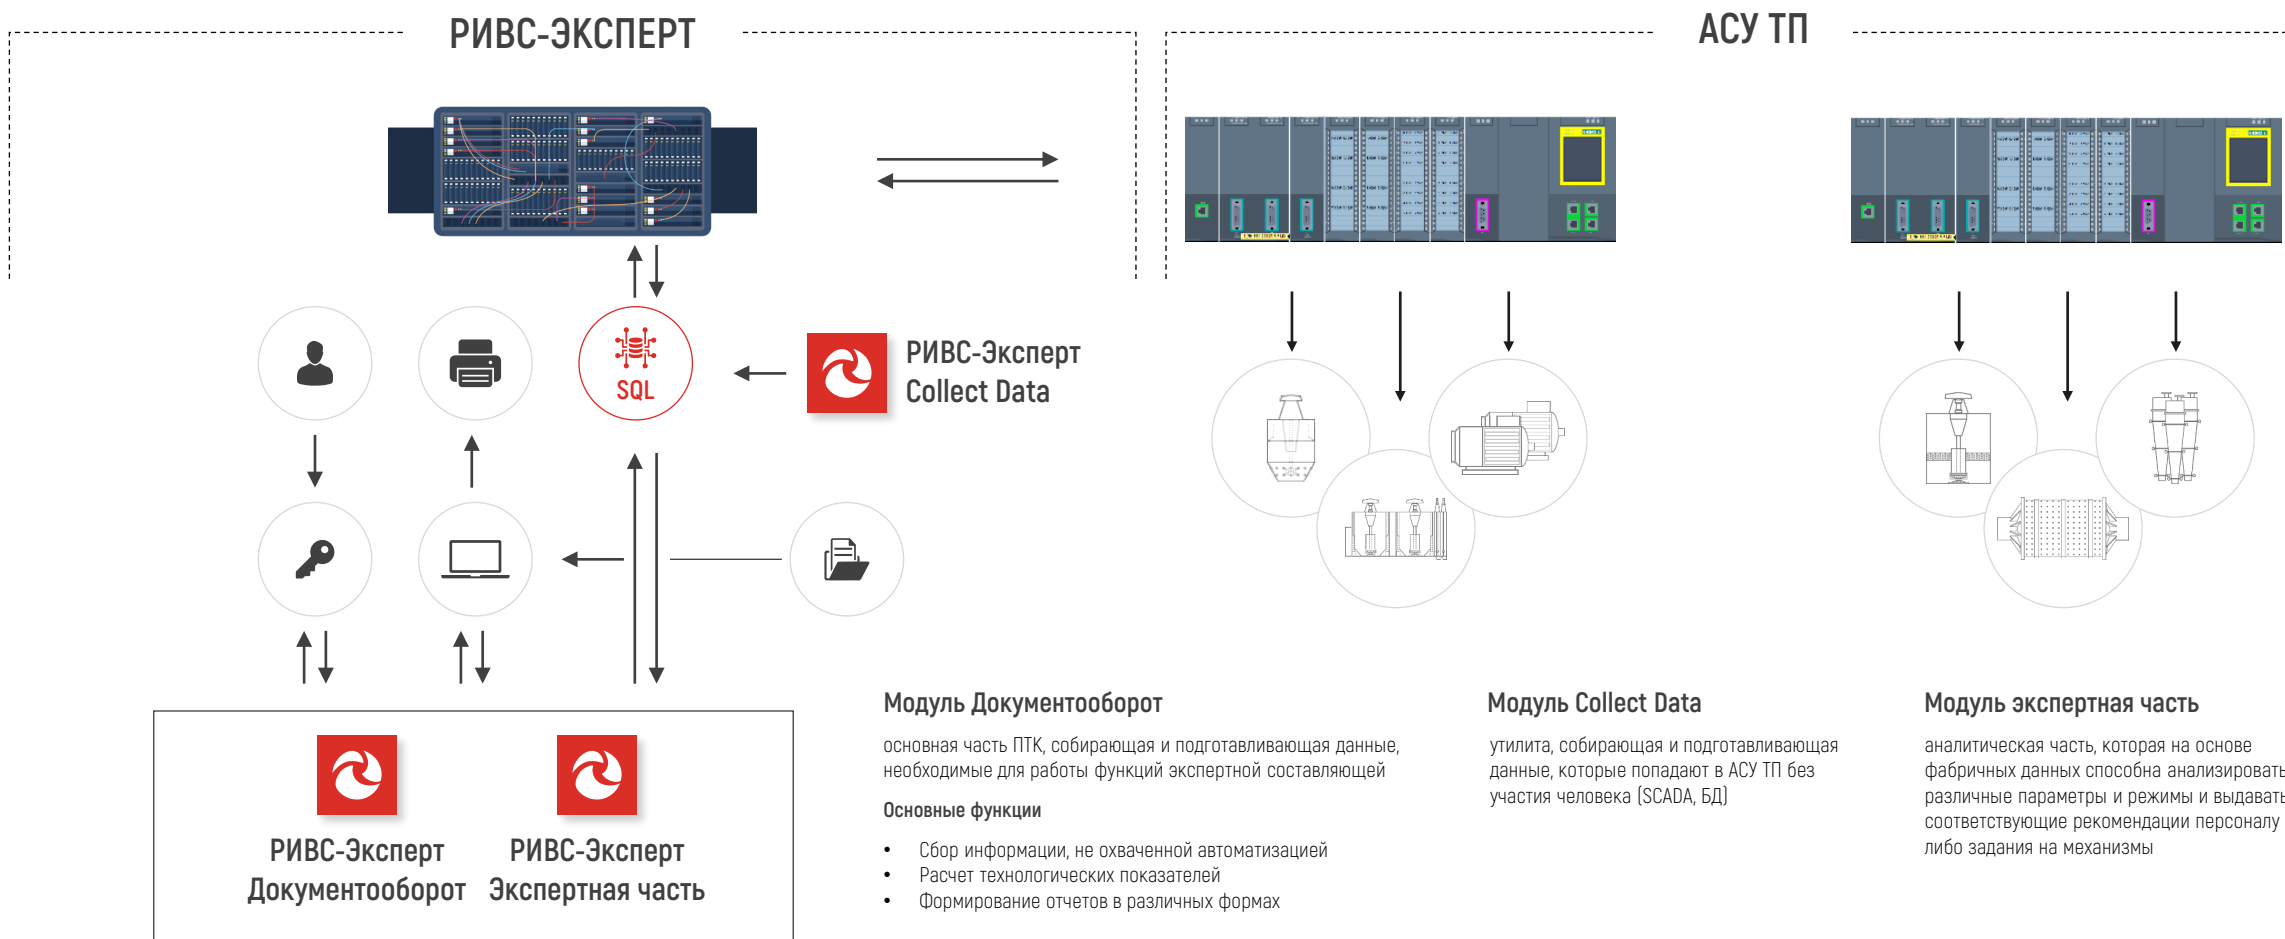 РИВС-ЭКСПЕРТ
АСУ ТП
SQL
РИВС-Эксперт
Collect Data
РИВС-Эксперт
Документооборот
РИВС-Эксперт
Экспертная часть
Модуль Документооборот
основная часть ПТК, собирающая и подготавливающая данные,
необходимые для работы функций экспертной составляющей
Основные функции
• Сбор информации, не охваченной автоматизацией
• Расчет технологических показателей
• Формирование отчетов в различных формах
Модуль Collect Data
утилита, собирающая и подготавливающая
данные, которые попадают в АСУ ТП без
участия человека (SCADA, БД)
Модуль экспертная часть
аналитическая часть, которая на основе
фабричных данных способна анализировать
различные параметры и режимы и выдавать
соответствующие рекомендации персоналу
либо задания на механизмы